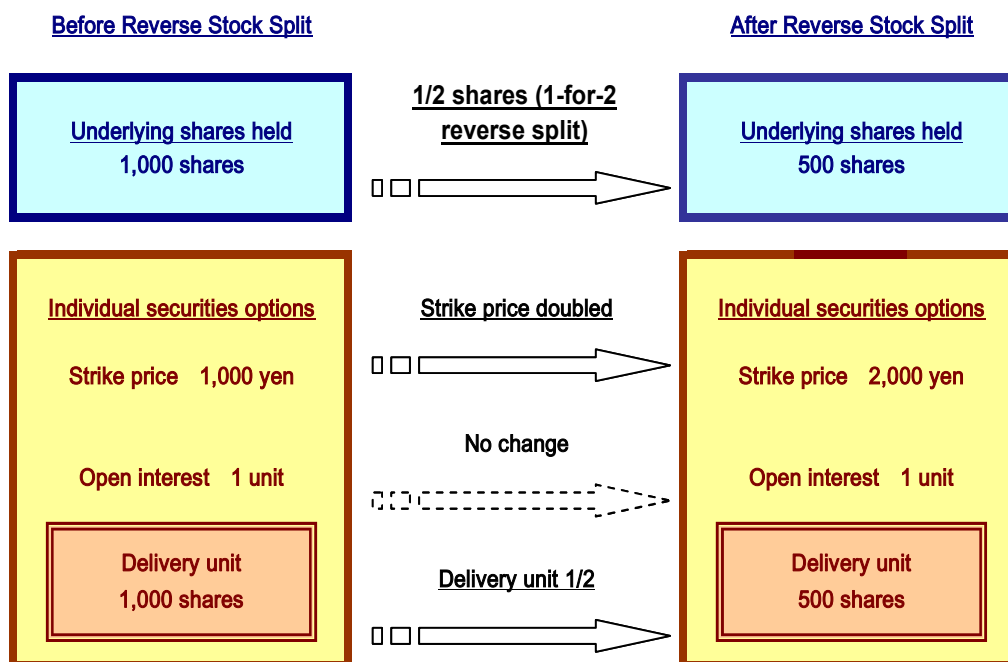 Before Reverse Stock Split
After Reverse Stock Split
1/2 shares (1-for-2
reverse split)
Underlying shares held
1,000 shares
Underlying shares held
500 shares
Individual securities options
Strike price doubled
Individual securities options
Strike price 1,000 yen
Strike price 2,000 yen
No change
Open interest 1 unit
Open interest 1 unit
Delivery unit
1,000 shares
Delivery unit 1/2
Delivery unit
500 shares